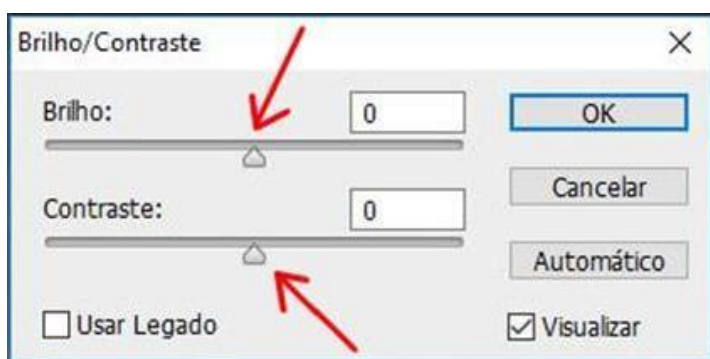 Brilho/Contraste
Brilho:
0
OK
Contraste:
0
Cancelar
Automático
Usar Legado
Visualizar